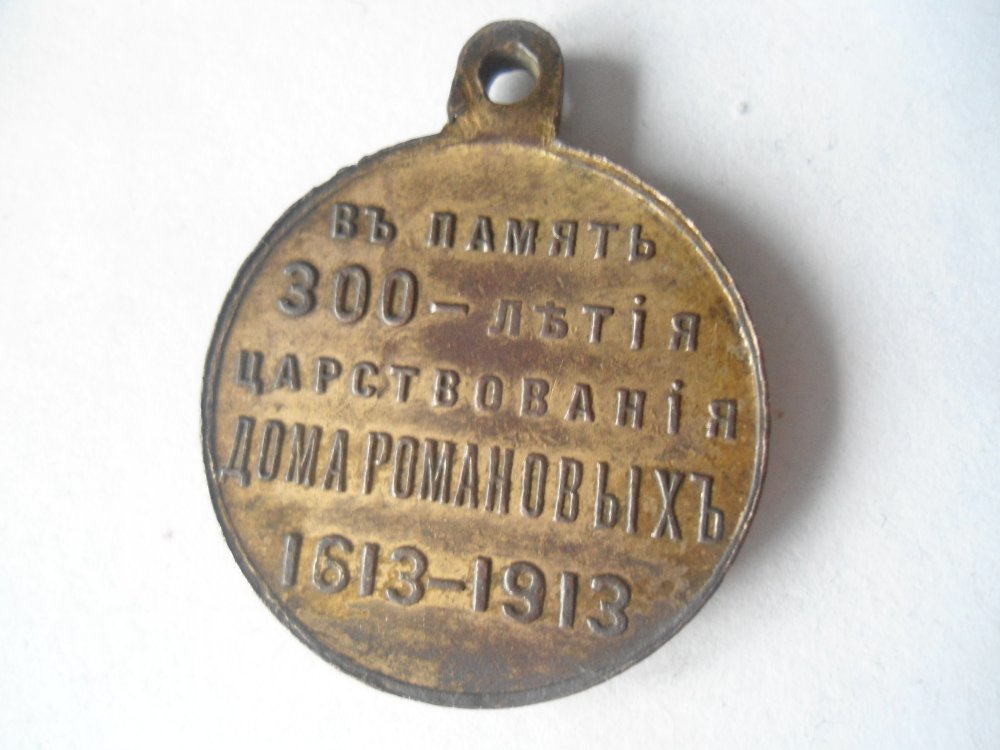 ВЪ ПАМЯТЬ
300-ЛѢТІЯ
ЦАРСТВОВАНІЯ
ДОМА РОМАНОВЫХЪ
1613-1913